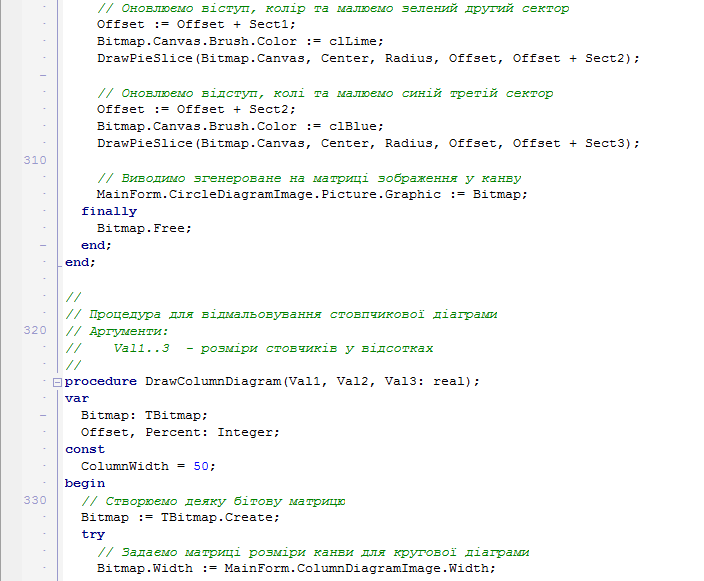 // Оновлюємо віступ, колір та малюємо зелений другий сектор
Offset := Offset + Sect1;
Bitmap.Canvas.Brush.Color := clLime;
DrawPieSlice(Bitmap.Canvas, Center, Radius, Offset, Offset + Sect2);
// Оновлюємо відступ, колі та малюємо синій третій сектор
Offset := Offset + Sect2;
Bitmap.Canvas.Brush.Color := clBlue;
DrawPieSlice(Bitmap.Canvas, Center, Radius, Offset, Offset + Sect3);
310
// Виводимо згенероване на матриці зображення у канву
MainForm.CircleDiagramImage.Picture.Graphic := Bitmap;
finally
Bitmap.Free;
end;
end;
//
// Процедура для відмальовування стовпчикової діаграми
320 // Аргументи:
// Val1..3 - розміри стовчиків у відсотках
//
procedure DrawColumnDiagram(Val1, Val2, Val3: real);
var
Bitmap: TBitmap;
Offset, Percent: Integer;
const
ColumnWidth = 50;
begin
330 // Створюємо деяку бітову матрицю
Bitmap := TBitmap.Create;
try
// Задаємо матриці розміри канви для кругової діаграми
Bitmap.Width := MainForm.ColumnDiagramImage.Width;